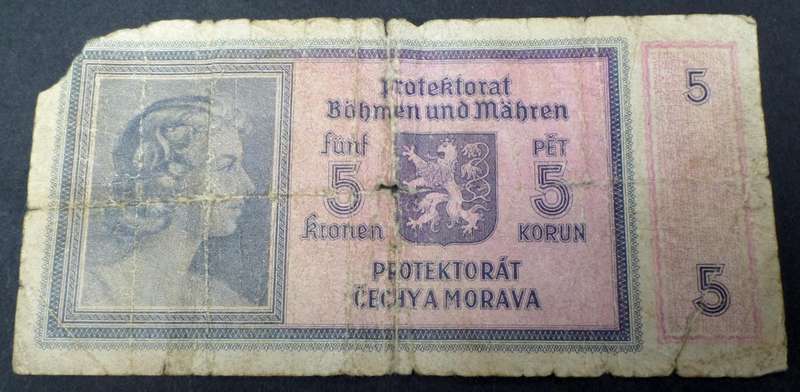 Protektorat
Böhmen und Mähren
fünf PĚT
5 5
Kronen KORUN
PROTEKTORÁT
ČECHY A MORAVA
5
5